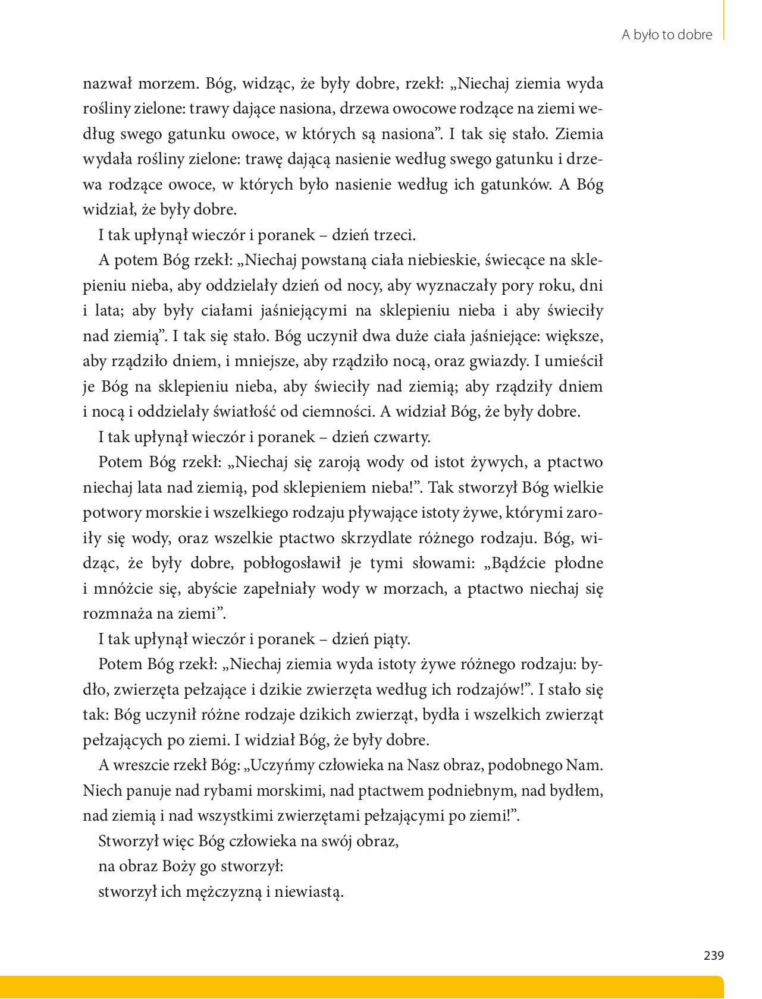 A było to dobre
nazwał morzem. Bóg, widząc, że były dobre, rzekł: „Niechaj ziemia wyda
rośliny zielone: trawy dające nasiona, drzewa owocowe rodzące na ziemi we-
dług swego gatunku owoce, w których są nasiona”. I tak się stało. Ziemia
wydała rośliny zielone: trawę dającą nasienie według swego gatunku i drze-
wa rodzące owoce, w których było nasienie według ich gatunków. A Bóg
widział, że były dobre.
I tak upłynął wieczór i poranek – dzień trzeci.
A potem Bóg rzekł: „Niechaj powstaną ciała niebieskie, świecące na skle-
pieniu nieba, aby oddzielały dzień od nocy, aby wyznaczały pory roku, dni
i lata; aby były ciałami jaśniejącymi na sklepieniu nieba i aby świeciły
nad ziemią”. I tak się stało. Bóg uczynił dwa duże ciała jaśniejące: większe,
aby rządziło dniem, i mniejsze, aby rządziło nocą, oraz gwiazdy. I umieścił
je Bóg na sklepieniu nieba, aby świeciły nad ziemią; aby rządziły dniem
i nocą i oddzielały światłość od ciemności. A widział Bóg, że były dobre.
I tak upłynął wieczór i poranek – dzień czwarty.
Potem Bóg rzekł: „Niechaj się zaroją wody od istot żywych, a ptactwo
niechaj lata nad ziemią, pod sklepieniem nieba!”. Tak stworzył Bóg wielkie
potwory morskie i wszelkiego rodzaju pływające istoty żywe, którymi zaro-
iły się wody, oraz wszelkie ptactwo skrzydlate różnego rodzaju. Bóg, wi-
dząc, że były dobre, pobłogosławił je tymi słowami: „Bądźcie płodne
i mnóżcie się, abyście zapełniały wody w morzach, a ptactwo niechaj się
rozmnaża na ziemi”.
I tak upłynął wieczór i poranek – dzień piąty.
Potem Bóg rzekł: „Niechaj ziemia wyda istoty żywe różnego rodzaju: by-
dło, zwierzęta pełzające i dzikie zwierzęta według ich rodzajów!”. I stało się
tak: Bóg uczynił różne rodzaje dzikich zwierząt, bydła i wszelkich zwierząt
pełzających po ziemi. I widział Bóg, że były dobre.
A wreszcie rzekł Bóg: „Uczyńmy człowieka na Nasz obraz, podobnego Nam.
Niech panuje nad rybami morskimi, nad ptactwem podniebnym, nad bydłem,
nad ziemią i nad wszystkimi zwierzętami pełzającymi po ziemi!”.
Stworzył więc Bóg człowieka na swój obraz,
na obraz Boży go stworzył:
stworzył ich mężczyzną i niewiastą.
239